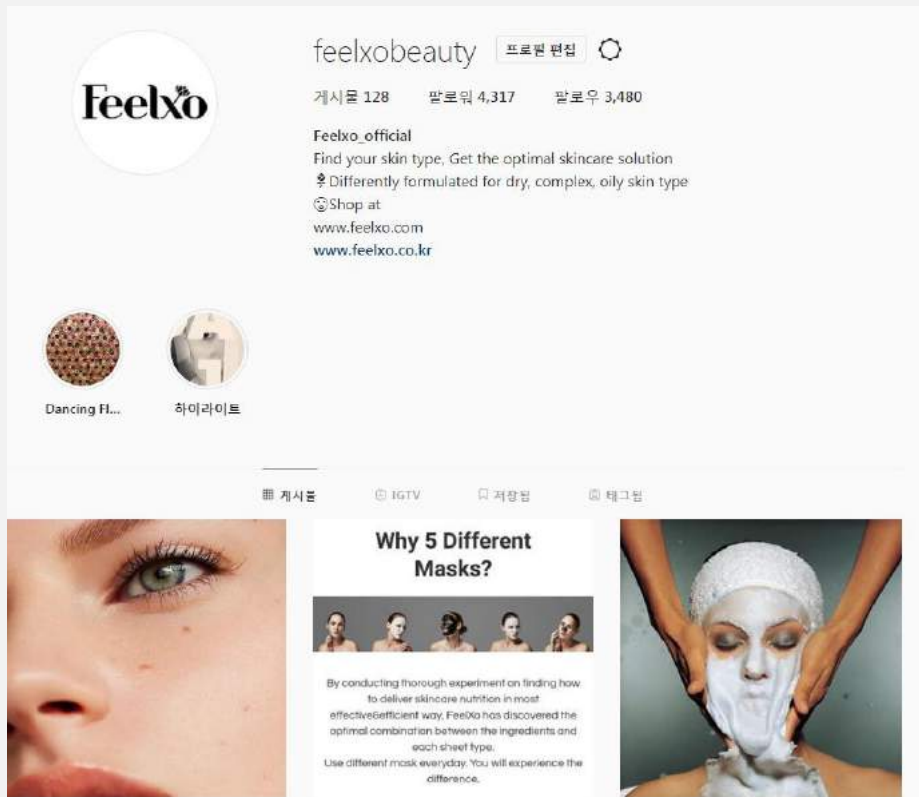 Feelxo
feelxobeauty 프로필 편집
게시물 128 팔로워 4,317 팔로우 3,480
Feelxo_official
Find your skin type, Get the optimal skincare solution
Differently formulated for dry, complex, oily skin type
Shop at
www.feelxo.com
www.feelxo.co.kr
Dancing Fl... 하이라이트
게시물 IGTV 저장됨 태그됨
Why 5 Different
Masks?
By conducting thorough experiment on finding how
to deliver skincare nutrition in most
effective&efficient way, FeelXo has discovered the
optimal combination between the ingredients and
each sheet type.
Use different mask everyday. You will experience the
difference.